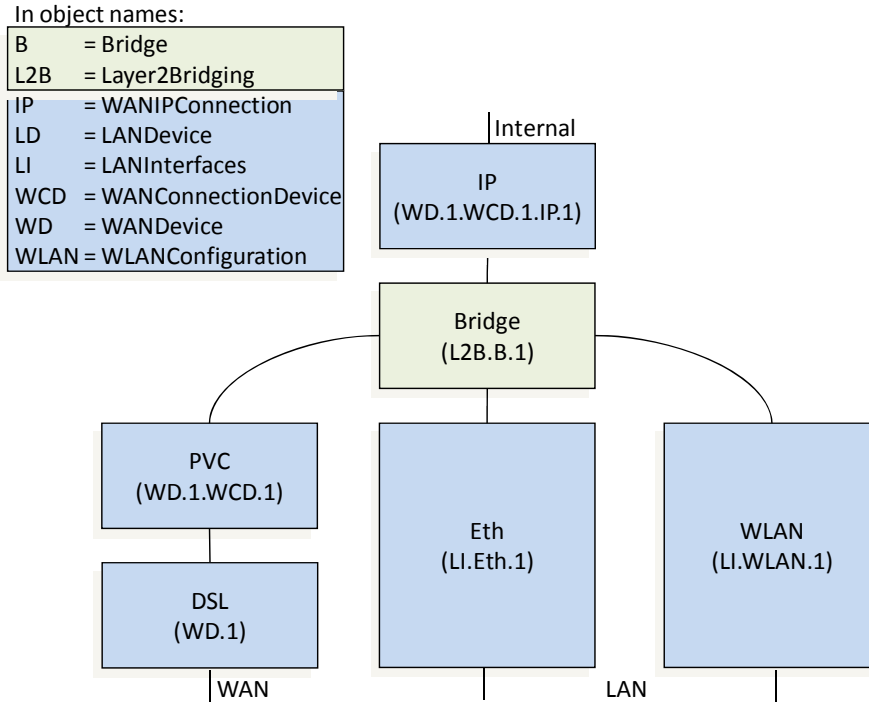 In object names:
B = Bridge
L2B = Layer2Bridging
IP = WANIPConnection
LD = LANDevice
LI = LANInterfaces
WCD = WANConnectionDevice
WD = WANDevice
WLAN = WLANConfiguration
Internal
IP
(WD.1.WCD.1.IP.1)
Bridge
(L2B.B.1)
PVC
(WD.1.WCD.1)
Eth
(LI.Eth.1)
WLAN
(LI.WLAN.1)
DSL
(WD.1)
WAN
LAN